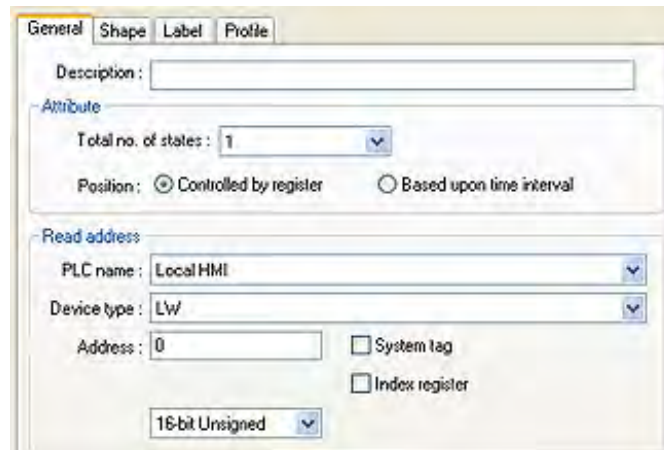 General Shape Label Profile
Description :
Attribute
Total no. of states : 1
Position : Controlled by register Based upon time interval
Read address
PLC name : Local HMI
Device type : LW
Address : 0 System tag
Index register
16-bit Unsigned